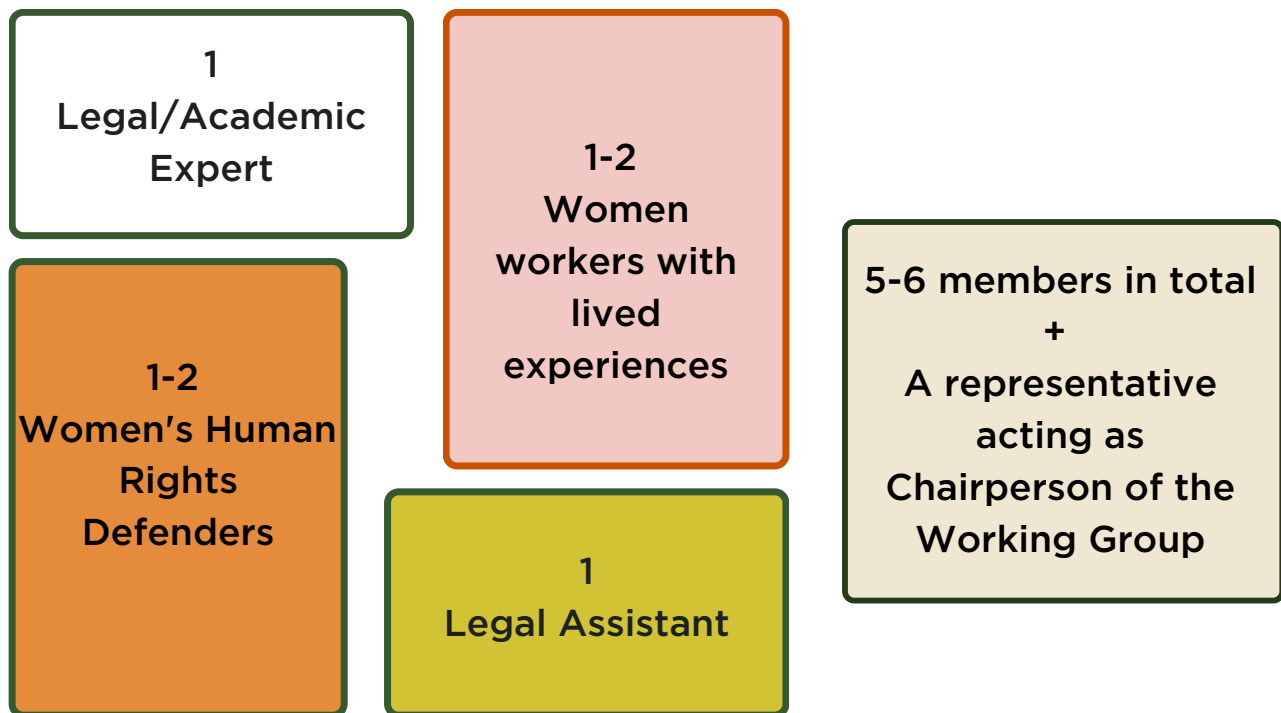 1
Legal/Academic
Expert
1-2
Women's Human
Rights
Defenders
1-2
Women
workers with
lived
experiences
1
Legal Assistant
5-6 members in total
+
A representative
acting as
Chairperson of the
Working Group